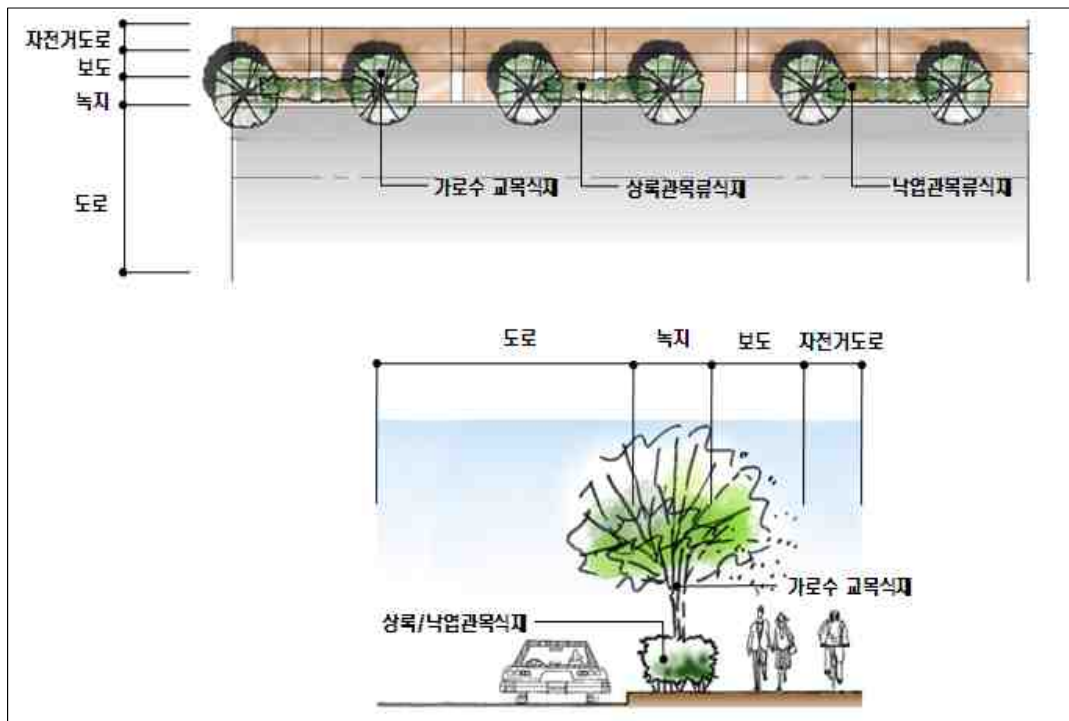 자전거도로
보도
녹지
도로
가로수 교목식재
상록관목류식재
낙엽관목류식재
도로
녹지
보도
자전거도로
가로수 교목식재
상록/낙엽관목식재